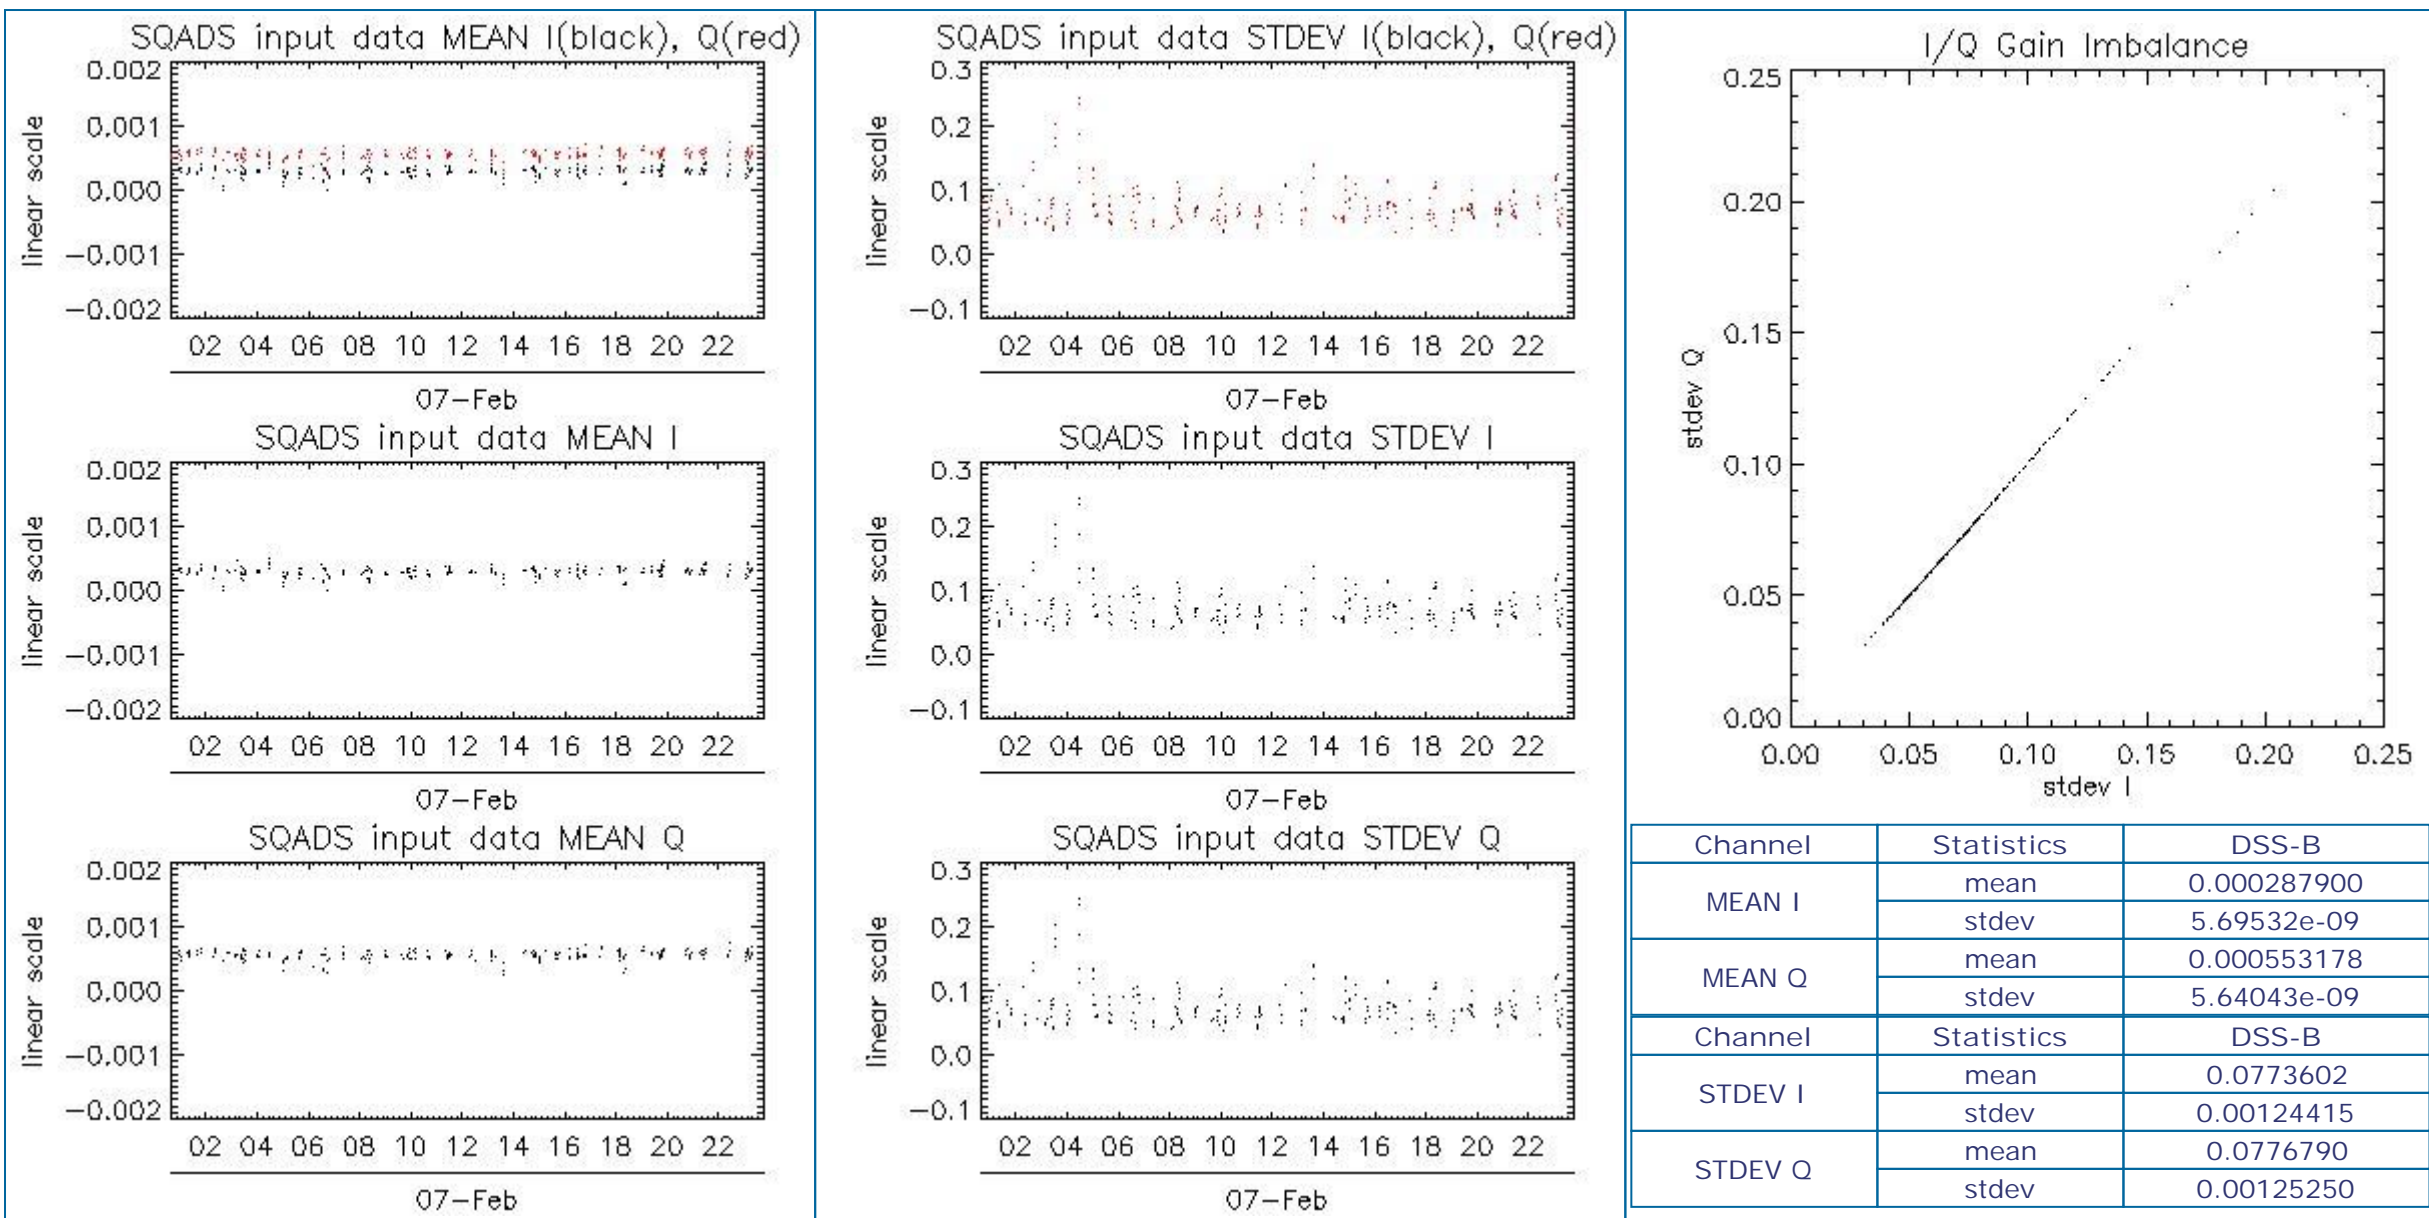 SQADS input data MEAN I(black), Q(red)
0.002
0.001
0.000
−0.001
−0.002
linear scale
02 04 06 08 10 12 14 16 18 20 22
07−Feb
SQADS input data MEAN I
0.002
0.001
0.000
−0.001
−0.002
linear scale
02 04 06 08 10 12 14 16 18 20 22
07−Feb
SQADS input data MEAN Q
0.002
0.001
0.000
−0.001
−0.002
linear scale
02 04 06 08 10 12 14 16 18 20 22
07−Feb
SQADS input data STDEV I(black), Q(red)
0.3
0.2
0.1
0.0
−0.1
linear scale
02 04 06 08 10 12 14 16 18 20 22
07−Feb
SQADS input data STDEV I
0.3
0.2
0.1
0.0
−0.1
linear scale
02 04 06 08 10 12 14 16 18 20 22
07−Feb
SQADS input data STDEV Q
0.3
0.2
0.1
0.0
−0.1
linear scale
02 04 06 08 10 12 14 16 18 20 22
07−Feb
I/Q Gain Imbalance
0.25
0.20
0.15
0.10
0.05
0.00
stdev Q
0.00 0.05 0.10 0.15 0.20 0.25
stdev I
Channel Statistics DSS-B
MEAN I mean 0.000287900
stdev 5.69532e-09
MEAN Q mean 0.000553178
stdev 5.64043e-09
Channel Statistics DSS-B
STDEV I mean 0.0773602
stdev 0.00124415
STDEV Q mean 0.0776790
stdev 0.00125250